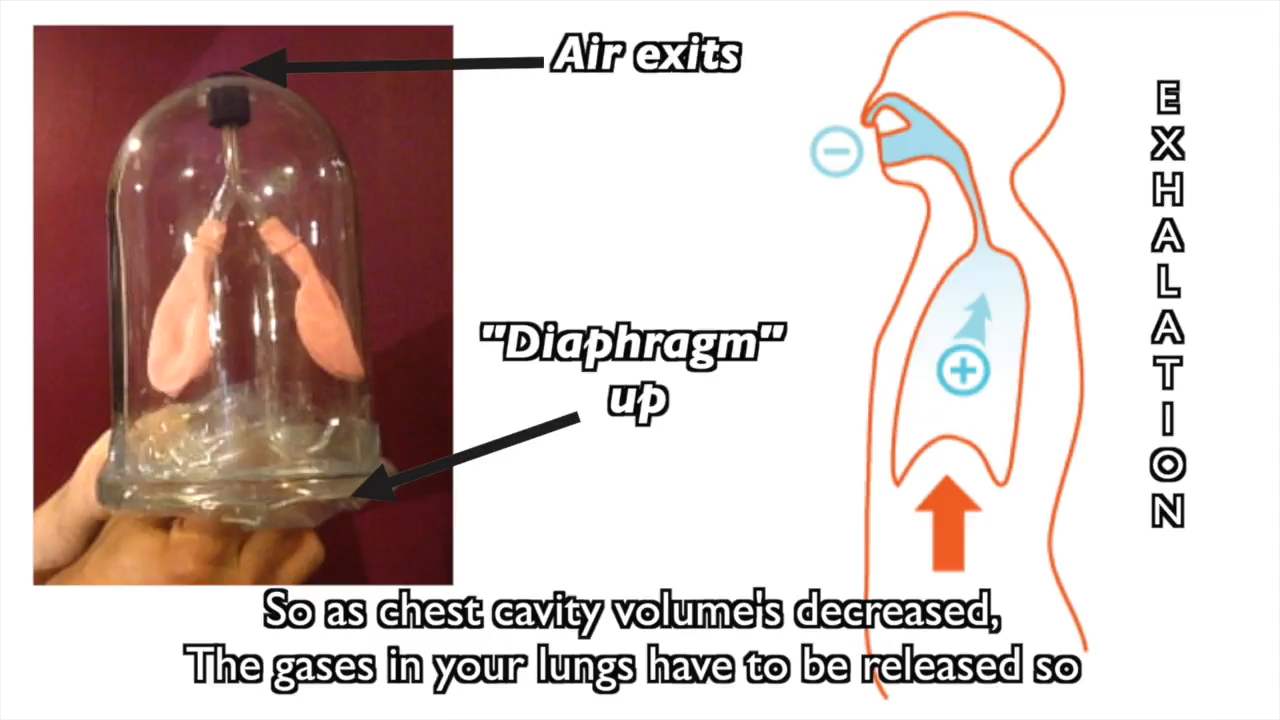 Air exits
"Diaphragm"
up
EXHALATION
So as chest cavity volume's decreased,
The gases in your lungs have to be released so